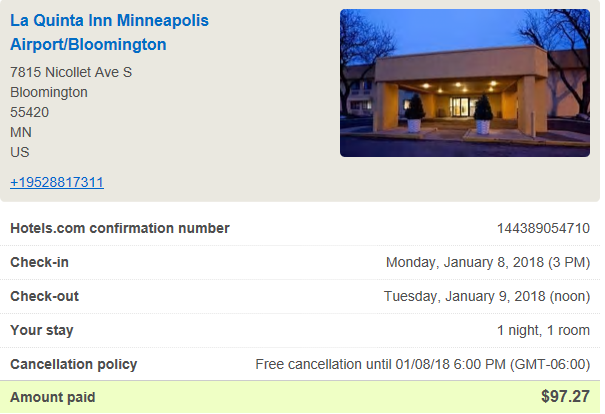 La Quinta Inn Minneapolis
Airport/Bloomington
7815 Nicollet Ave S
Bloomington
55420
MN
US
+19528817311
Hotels.com confirmation number 144389054710
Check-in Monday, January 8, 2018 (3 PM)
Check-out Tuesday, January 9, 2018 (noon)
Your stay 1 night, 1 room
Cancellation policy Free cancellation until 01/08/18 6:00 PM (GMT-06:00)
Amount paid $97.27